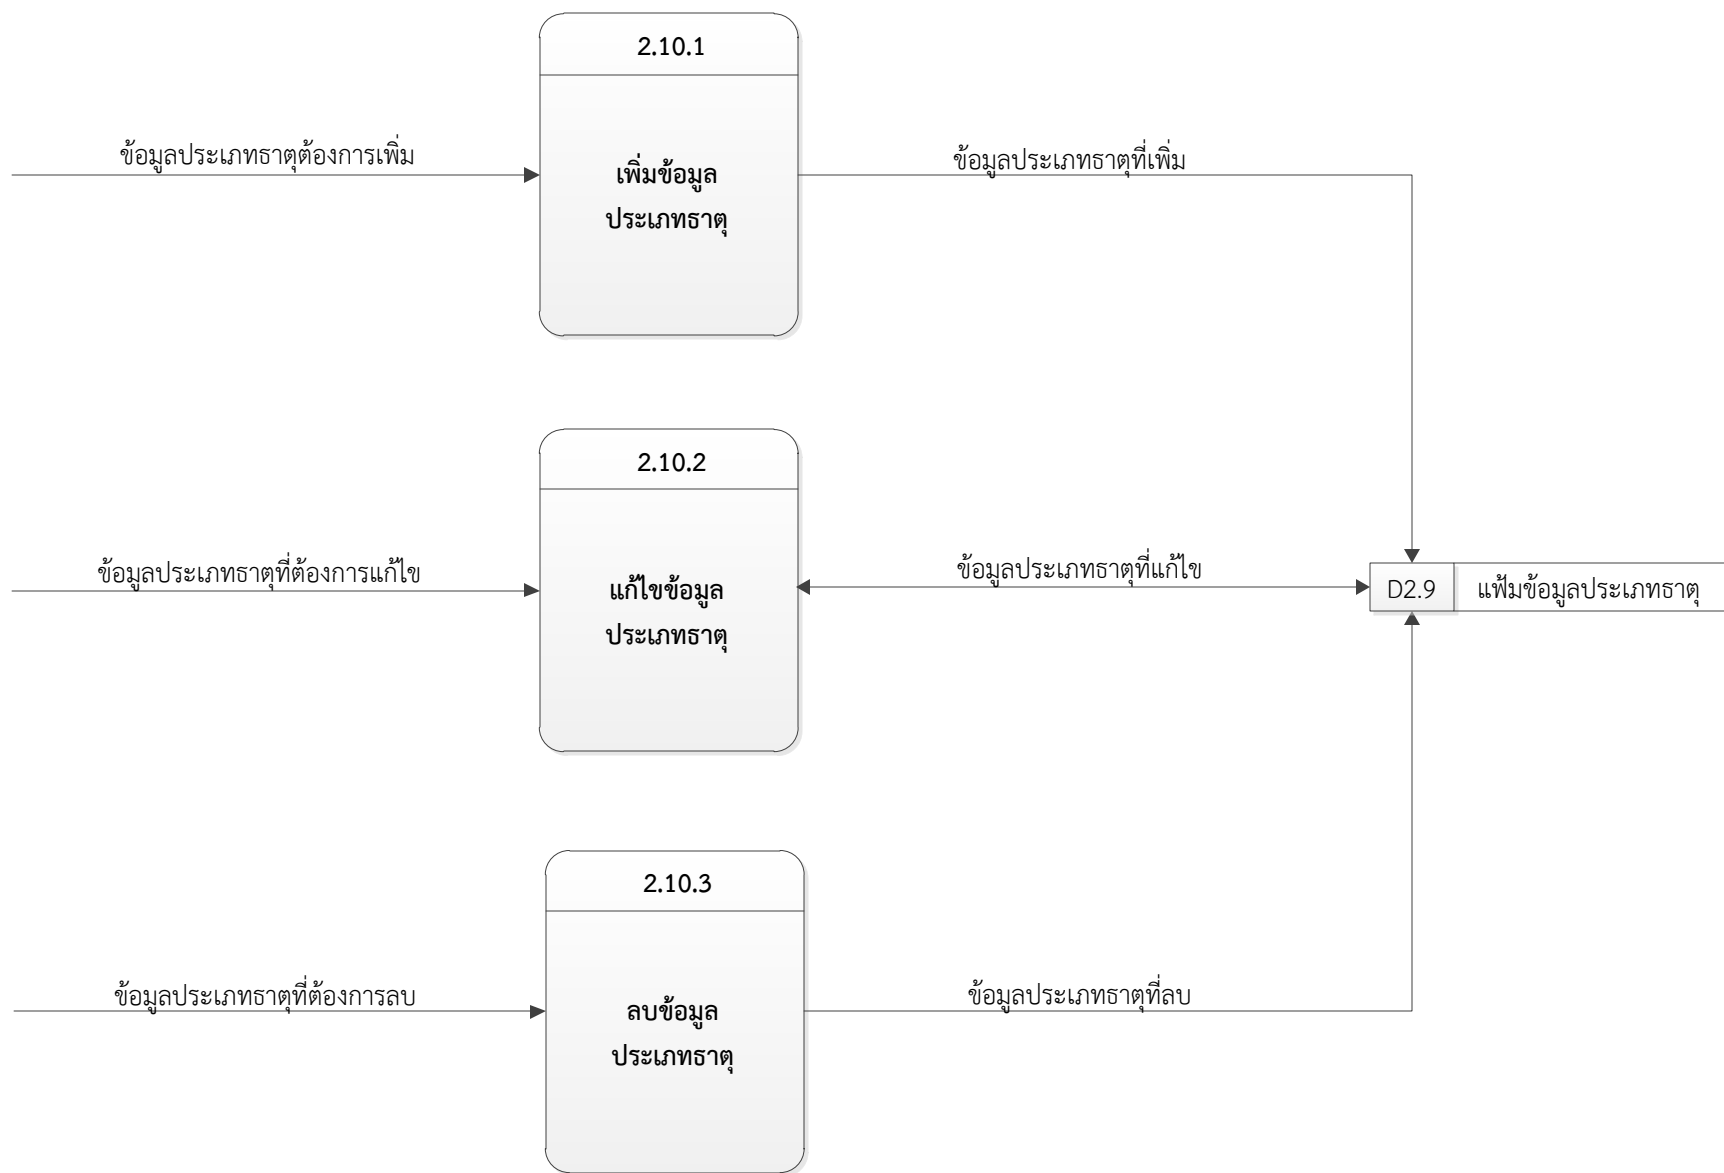 2.10.1
ข้อมูลประเภทธาตุต้องการเพิ่ม
เพิ่มข้อมูล
ประเภทธาตุ
ข้อมูลประเภทธาตุที่เพิ่ม
2.10.2
ข้อมูลประเภทธาตุที่ต้องการแก้ไข
แก้ไขข้อมูล
ประเภทธาตุ
ข้อมูลประเภทธาตุที่แก้ไข
D2.9 แฟ้มข้อมูลประเภทธาตุ
2.10.3
ข้อมูลประเภทธาตุที่ต้องการลบ
ลบข้อมูล
ประเภทธาตุ
ข้อมูลประเภทธาตุที่ลบ